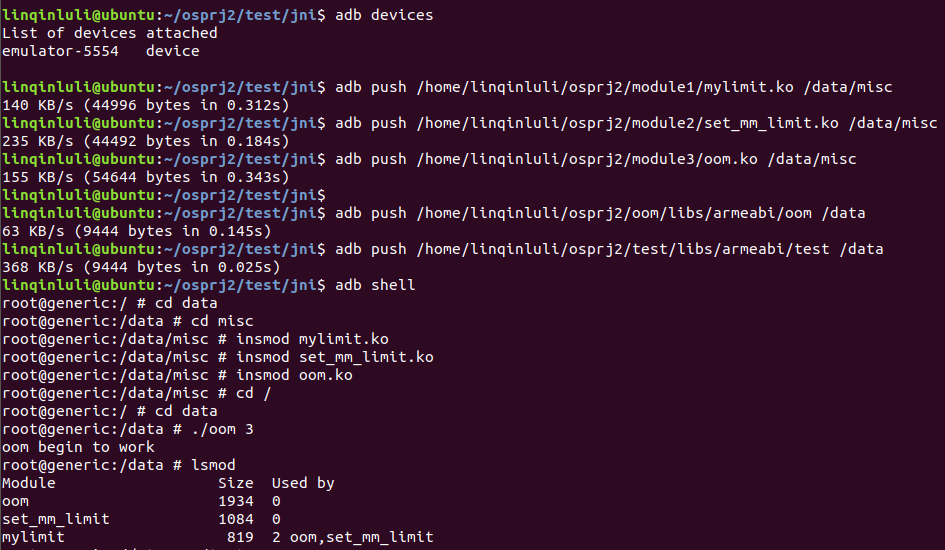 linqinluli@ubuntu:~/osprj2/test/jni$ adb devices
List of devices attached
emulator-5554   device

linqinluli@ubuntu:~/osprj2/test/jni$ adb push /home/linqinluli/osprj2/module1/mylimit.ko /data/misc
140 KB/s (44996 bytes in 0.312s)
linqinluli@ubuntu:~/osprj2/test/jni$ adb push /home/linqinluli/osprj2/module2/set_mm_limit.ko /data/misc
235 KB/s (44492 bytes in 0.184s)
linqinluli@ubuntu:~/osprj2/test/jni$ adb push /home/linqinluli/osprj2/module3/oom.ko /data/misc
155 KB/s (54644 bytes in 0.343s)
linqinluli@ubuntu:~/osprj2/test/jni$
linqinluli@ubuntu:~/osprj2/test/jni$ adb push /home/linqinluli/osprj2/oom/libs/armeabi/oom /data
63 KB/s (9444 bytes in 0.145s)
linqinluli@ubuntu:~/osprj2/test/jni$ adb push /home/linqinluli/osprj2/test/libs/armeabi/test /data
368 KB/s (9444 bytes in 0.025s)
linqinluli@ubuntu:~/osprj2/test/jni$ adb shell
root@generic:/ # cd data
root@generic:/data # cd misc
root@generic:/data/misc # insmod mylimit.ko
root@generic:/data/misc # insmod set_mm_limit.ko
root@generic:/data/misc # insmod oom.ko
root@generic:/data/misc # cd /
root@generic:/ # cd data
root@generic:/data # ./oom 3
oom begin to work
root@generic:/data # lsmod
Module                  Size  Used by
oom                     1934  0
set_mm_limit            1084  0
mylimit                  819  2 oom,set_mm_limit